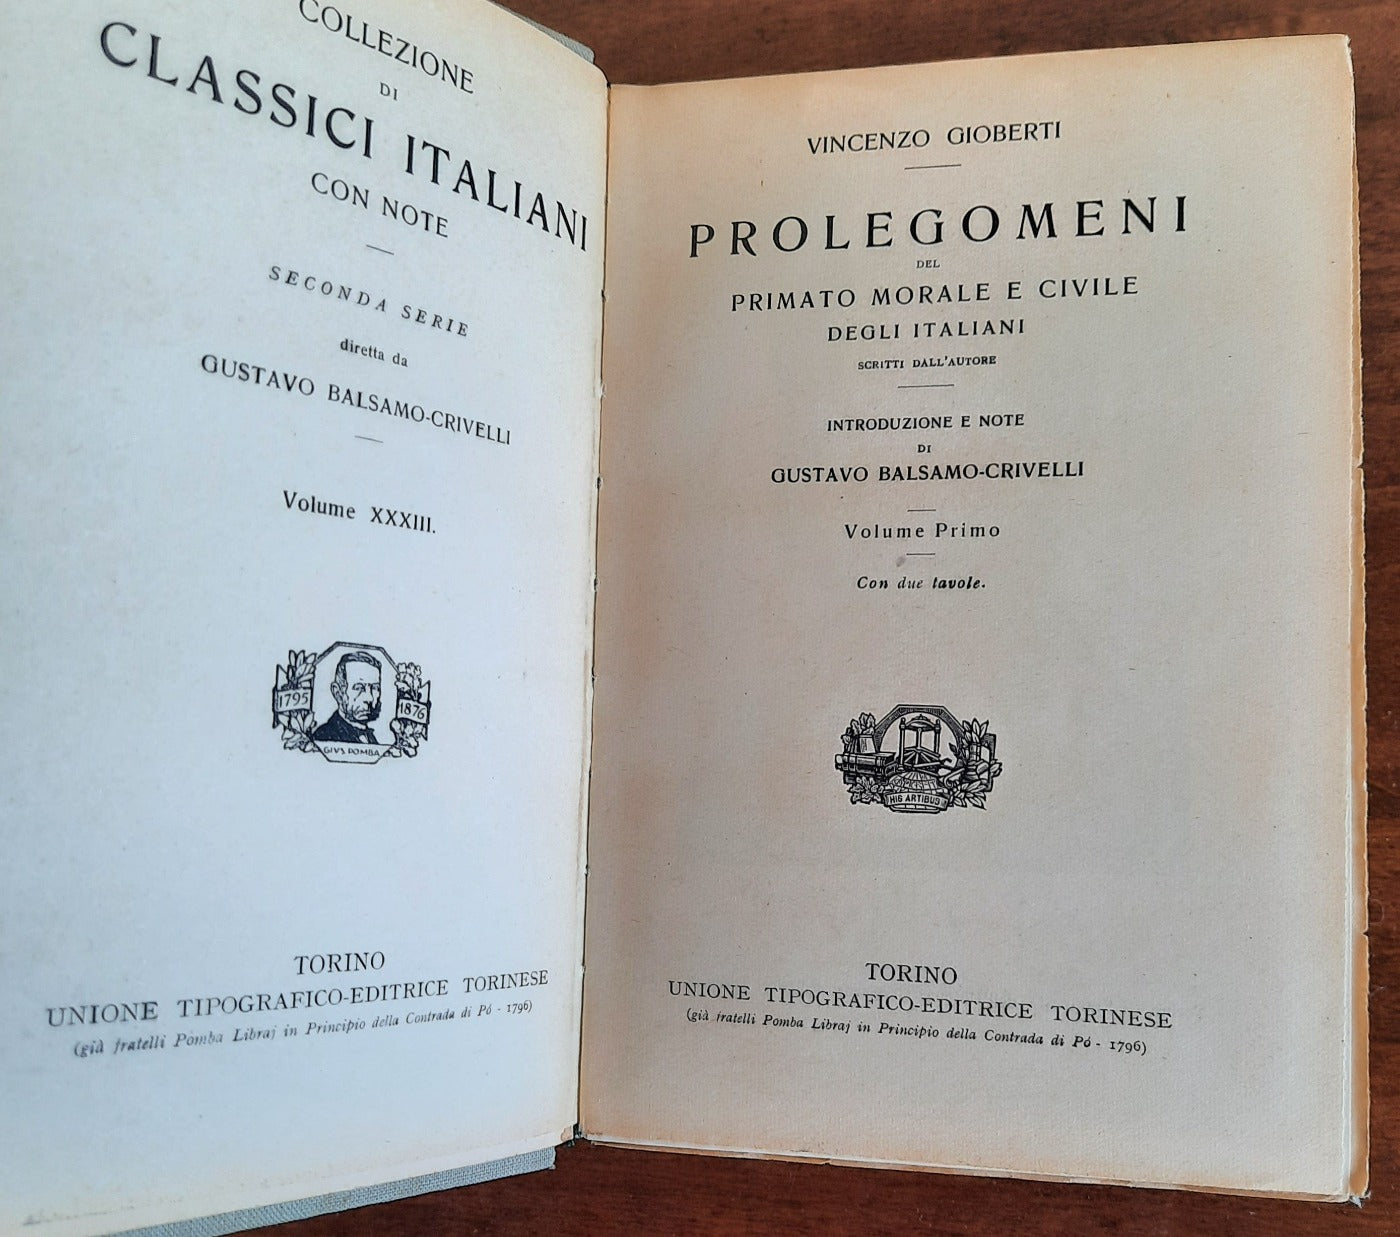 COLLEZIONE
DI
CLASSICI ITALIANI
CON NOTE
SECONDA SERIE
diretta da
GUSTAVO BALSAMO-CRIVELLI
Volume XXXIII.
1795
1876
GIVS POMBA
TORINO
UNIONE TIPOGRAFICO-EDITRICE TORINESE
(già fratelli Pomba Libraj in Principio della Contrada di Pó - 1796)
VINCENZO GIOBERTI
PROLEGOMENI
DEL
PRIMATO MORALE E CIVILE
DEGLI ITALIANI
SCRITTI DALL'AUTORE
INTRODUZIONE E NOTE
DI
GUSTAVO BALSAMO-CRIVELLI
Volume Primo
Con due tavole.
HIS ARTIBUS
TORINO
UNIONE TIPOGRAFICO-EDITRICE TORINESE
(già fratelli Pomba Libraj in Principio della Contrada di Pó - 1796)